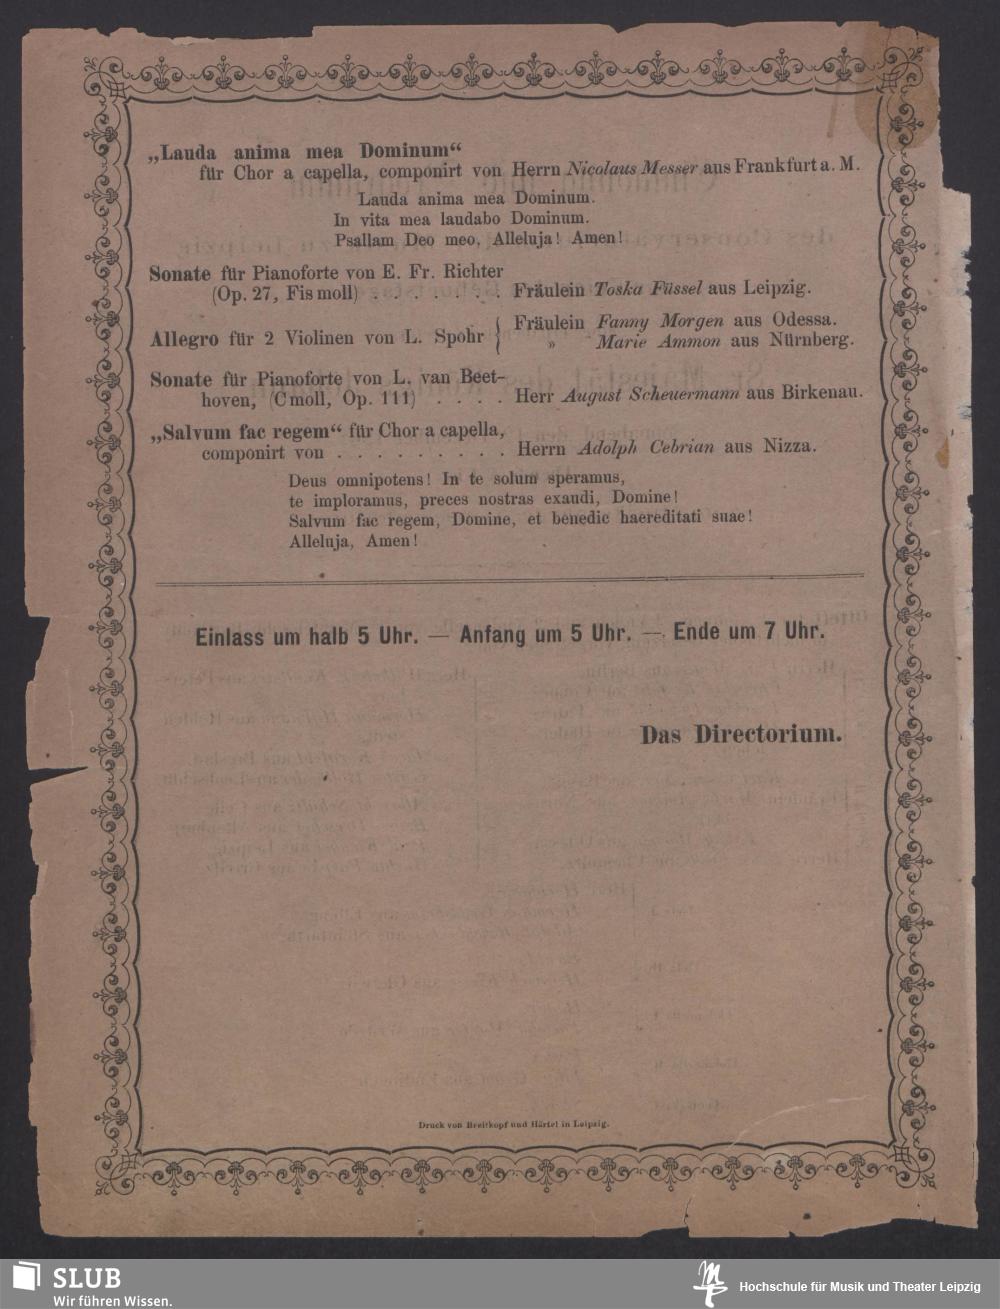 „Lauda anima mea Dominum“
für Chor a capella, componirt von Herrn Nicolaus Messer aus Frankfurt a. M.
Lauda anima mea Dominum.
In vita mea laudabo Dominum.
Psallam Deo meo, Alleluja! Amen!
Sonate für Pianoforte von E. Fr. Richter
(Op. 27, Fis moll) . . . . . . . Fräulein Toska Füssel aus Leipzig.
Allegro für 2 Violinen von L. Spohr { Fräulein Fanny Morgen aus Odessa.
„ Marie Ammon aus Nürnberg.
Sonate für Pianoforte von L. van Beet-
hoven, (C moll, Op. 111) . . . . Herr August Scheuermann aus Birkenau.
„Salvum fac regem“ für Chor a capella,
componirt von . . . . . . . . . Herrn Adolph Cebrian aus Nizza.
Deus omnipotens! In te solum speramus,
te imploramus, preces nostras exaudi, Domine!
Salvum fac regem, Domine, et benedic haereditati suae!
Alleluja, Amen!
Einlass um halb 5 Uhr. — Anfang um 5 Uhr. — Ende um 7 Uhr.
Das Directorium.
Druck von Breitkopf und Härtel in Leipzig.
SLUB
Wir führen Wissen.
Hochschule für Musik und Theater Leipzig